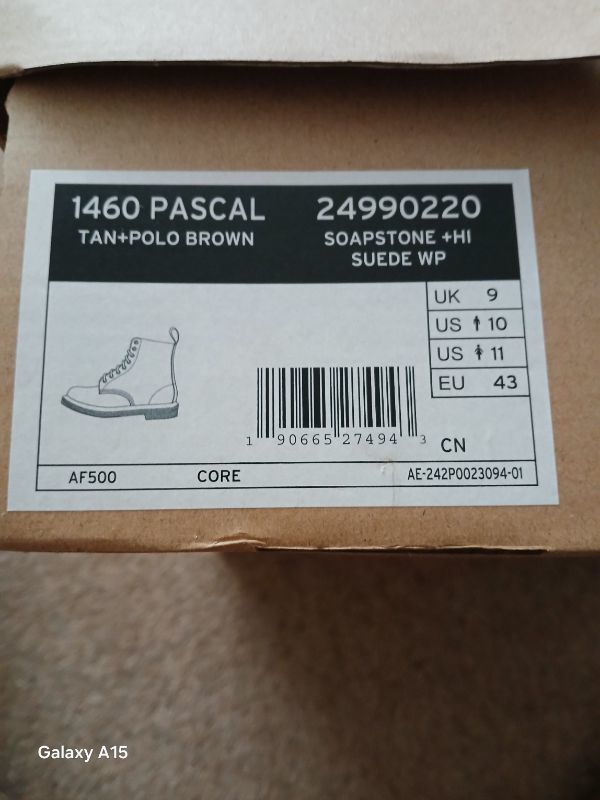 1460 PASCAL 24990220
TAN+POLO BROWN SOAPSTONE +HI
SUEDE WP
UK 9
US 10
US 11
EU 43
1 90665 27494 3
CN
AF500 CORE AE-242P0023094-01
Galaxy A15